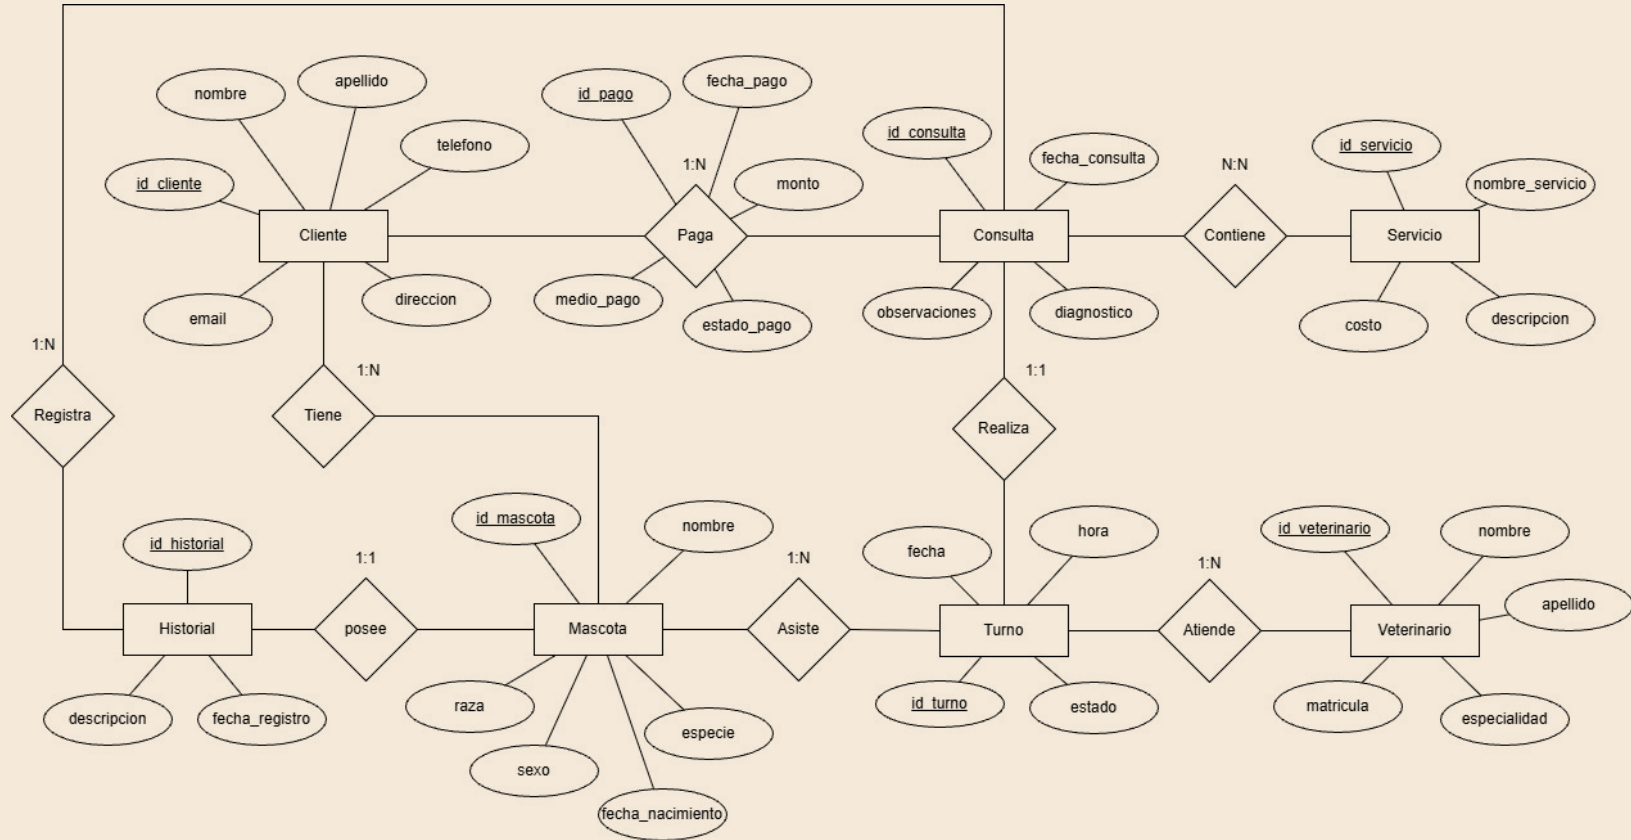 apellido
fecha_pago
nombre
id_pago
id_consulta
telefono
id_servicio
fecha_consulta
1:N
N:N
id_cliente
monto
nombre_servicio
Cliente
Paga
Consulta
Contiene
Servicio
medio_pago
direccion
email
estado_pago
observaciones
diagnostico
costo
descripcion
1:N
1:N
1:1
Registra
Tiene
Realiza
id_mascota
nombre
id_historial
fecha
hora
id_veterinario
nombre
1:1
1:N
1:N
apellido
Historial
posee
Mascota
Asiste
Turno
Atiende
Veterinario
descripcion
fecha_registro
raza
especie
id_turno
estado
matricula
especialidad
sexo
fecha_nacimiento